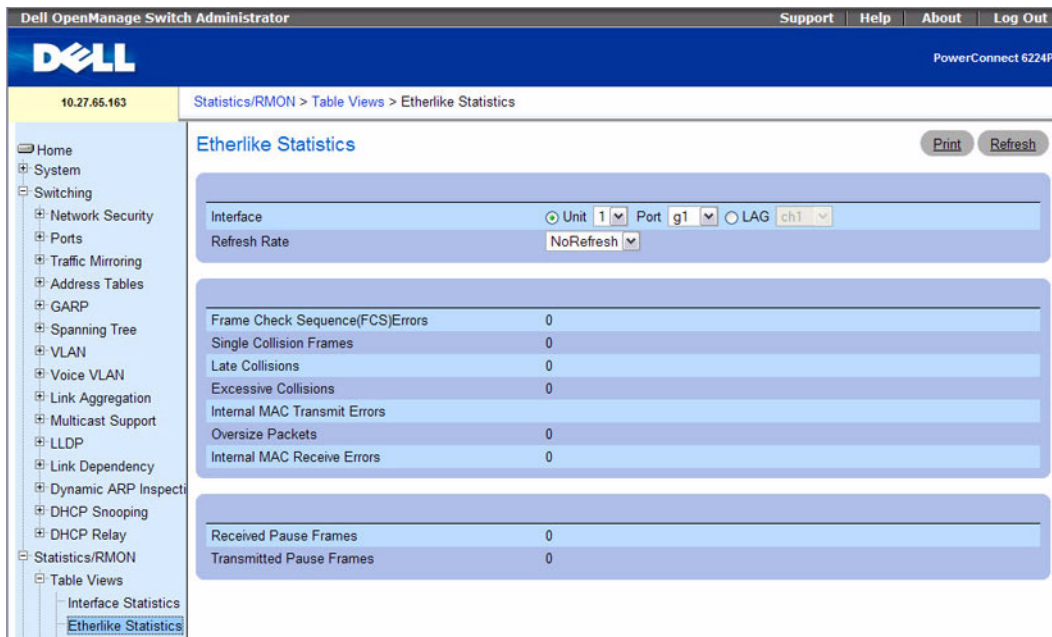 Dell OpenManage Switch Administrator
Support Help About Log Out
DELL
PowerConnect 6224P
10.27.65.163
Statistics/RMON > Table Views > Etherlike Statistics
Home
System
Switching
Network Security
Ports
Traffic Mirroring
Address Tables
GARP
Spanning Tree
VLAN
Voice VLAN
Link Aggregation
Multicast Support
LLDP
Link Dependency
Dynamic ARP Inspecti
DHCP Snooping
DHCP Relay
Statistics/RMON
Table Views
Interface Statistics
Etherlike Statistics
Etherlike Statistics
Print Refresh
Interface Unit 1 Port g1 LAG ch1
Refresh Rate NoRefresh
Frame Check Sequence(FCS)Errors 0
Single Collision Frames 0
Late Collisions 0
Excessive Collisions 0
Internal MAC Transmit Errors
Oversize Packets 0
Internal MAC Receive Errors 0
Received Pause Frames 0
Transmitted Pause Frames 0